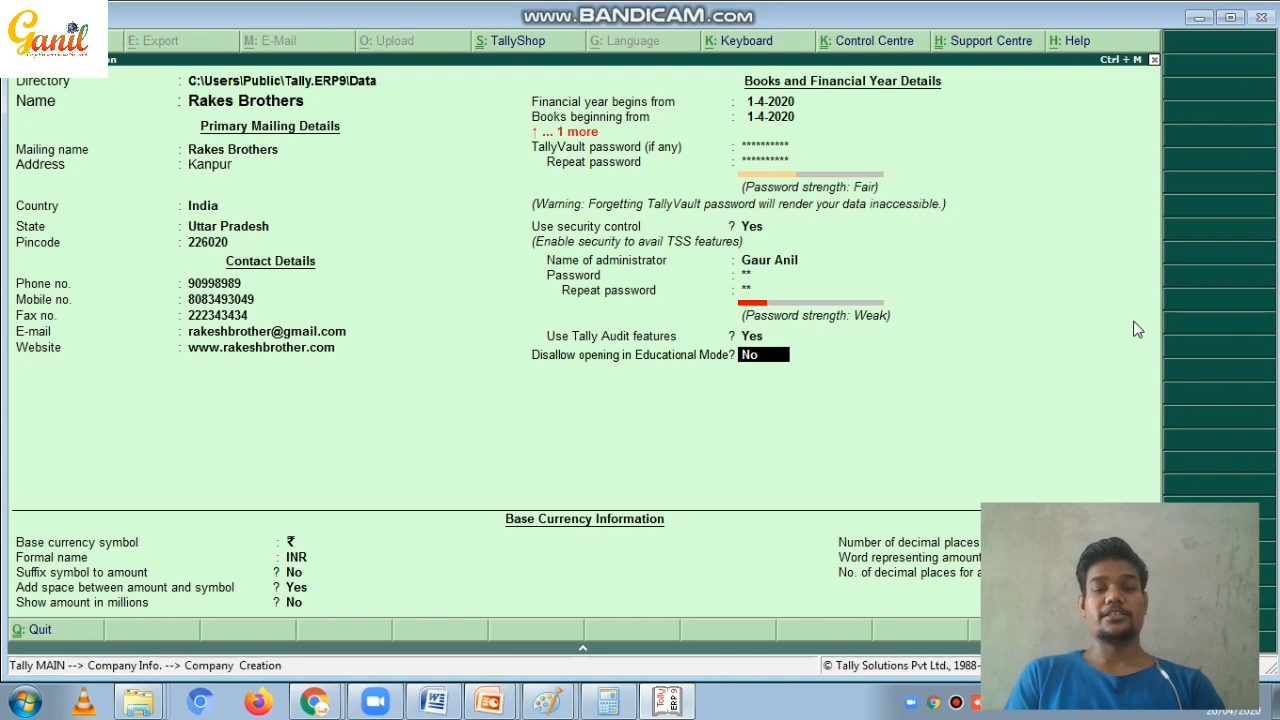 www.BANDICAM.com
Ganil
E: Export
M: E-Mail
O: Upload
S: TallyShop
G: Language
K: Keyboard
K: Control Centre
H: Support Centre
H: Help
on
Ctrl + M
Directory : C:\Users\Public\Tally.ERP9\Data
Name : Rakes Brothers
Primary Mailing Details
Mailing name : Rakes Brothers
Address : Kanpur
Country : India
State : Uttar Pradesh
Pincode : 226020
Contact Details
Phone no. : 90998989
Mobile no. : 8083493049
Fax no. : 222343434
E-mail : rakeshbrother@gmail.com
Website : www.rakeshbrother.com
Books and Financial Year Details
Financial year begins from : 1-4-2020
Books beginning from : 1-4-2020
↑ ... 1 more
TallyVault password (if any) : **********
Repeat password : **********
(Password strength: Fair)
(Warning: Forgetting TallyVault password will render your data inaccessible.)
Use security control ? Yes
(Enable security to avail TSS features)
Name of administrator : Gaur Anil
Password : **
Repeat password : **
(Password strength: Weak)
Use Tally Audit features ? Yes
Disallow opening in Educational Mode? No
Base Currency Information
Base currency symbol : ₹
Formal name : INR
Suffix symbol to amount ? No
Add space between amount and symbol ? Yes
Show amount in millions ? No
Number of decimal places
Word representing amoun
No. of decimal places for a
Q: Quit
Tally MAIN --> Company Info. --> Company Creation
© Tally Solutions Pvt Ltd., 1988-
Tally ERP 9
26/04/2020